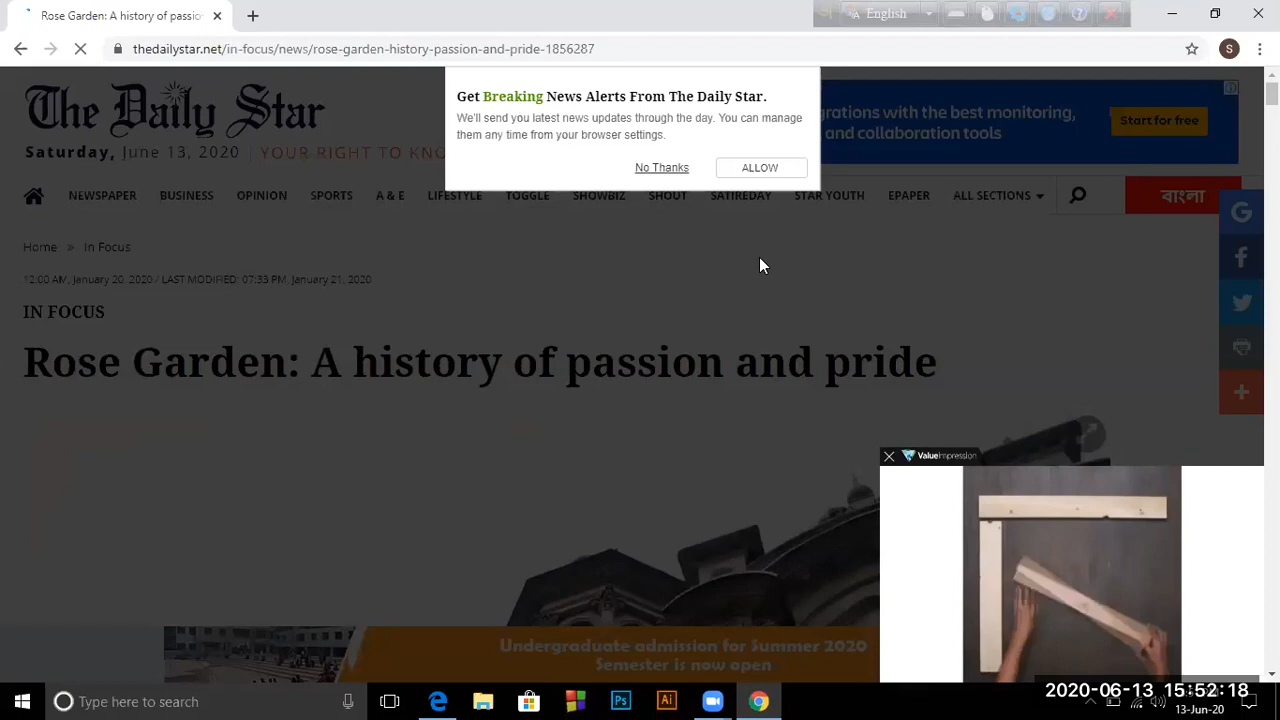 Rose Garden: A history of passio
English
thedailystar.net/in-focus/news/rose-garden-history-passion-and-pride-1856287
S
The Daily Star
Saturday, June 13, 2020 | YOUR RIGHT TO KNO
Get Breaking News Alerts From The Daily Star.
We'll send you latest news updates through the day. You can manage
them any time from your browser settings.
No Thanks
ALLOW
grations with the best monitoring,
and collaboration tools
Start for free
NEWSPAPER BUSINESS OPINION SPORTS A & E LIFESTYLE TOGGLE SHOWBIZ SHOUT SATIREDAY STAR YOUTH EPAPER ALL SECTIONS
বাংলা
Home » In Focus
12:00 AM, January 20, 2020 / LAST MODIFIED: 07:33 PM, January 21, 2020
IN FOCUS
Rose Garden: A history of passion and pride
ValueImpression
Undergraduate admission for Summer 2020
Semester is now open
Type here to search
Ps
Ai
2020-06-13 15:52:18
13-Jun-20